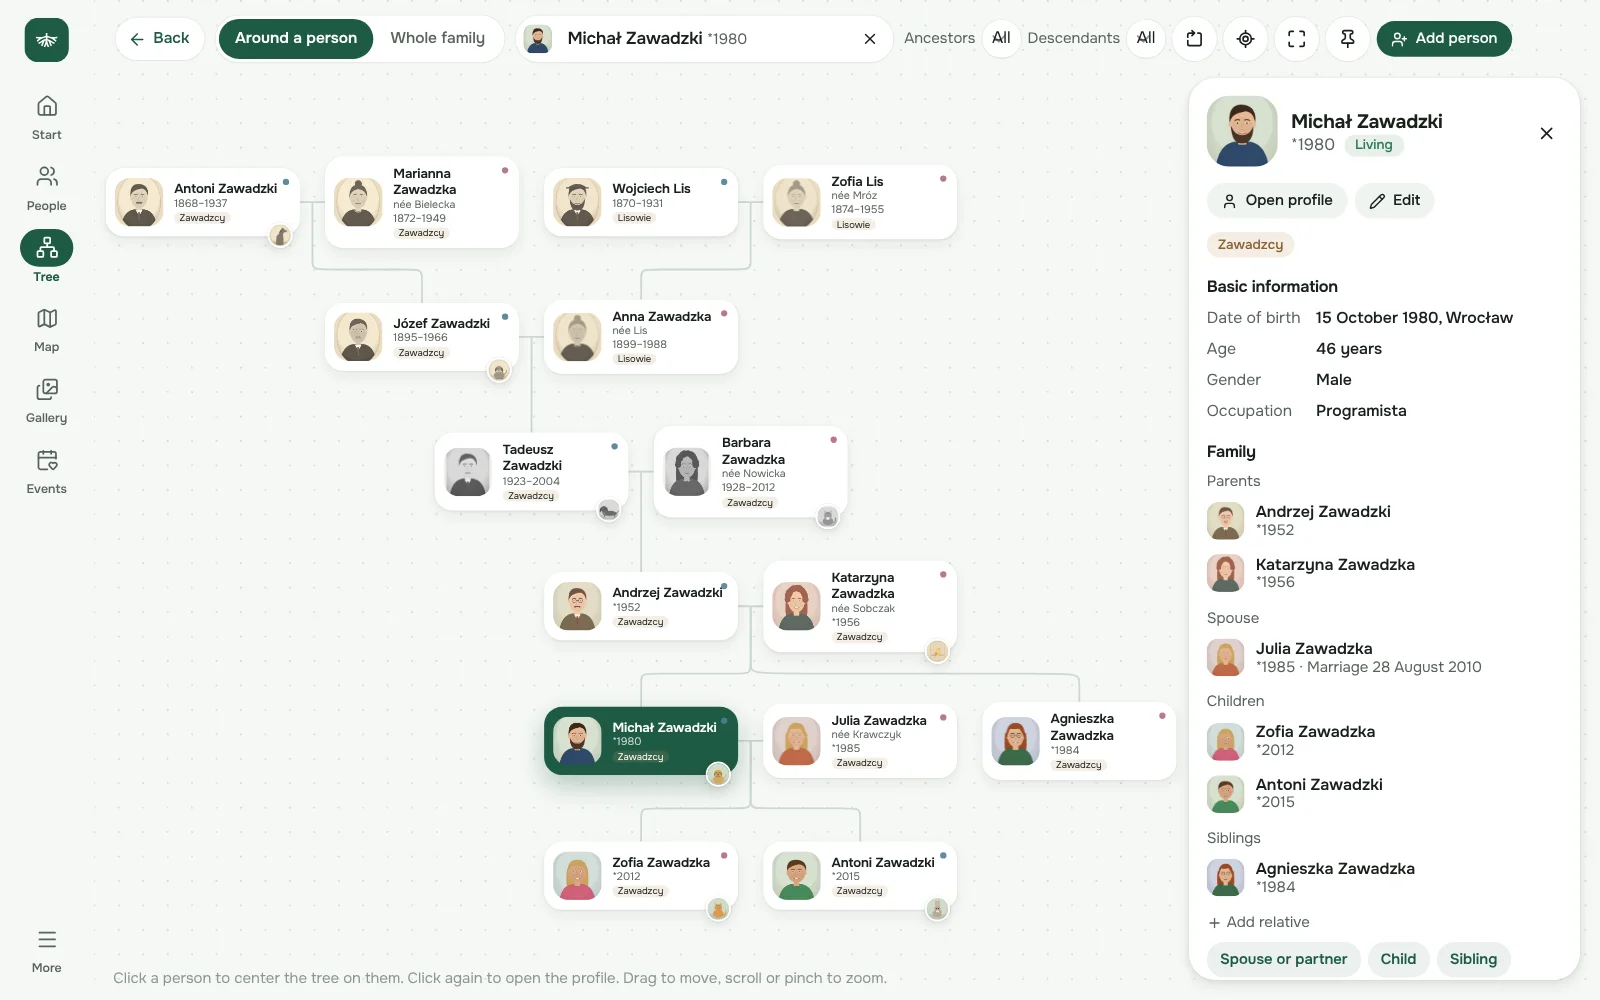 Back
Around a person
Whole family
Michał Zawadzki *1980
Ancestors
All
Descendants
All
Add person
Start
People
Tree
Map
Gallery
Events
More
Antoni Zawadzki
1868–1937
Zawadzcy
Marianna
Zawadzka
née Bielecka
1872–1949
Zawadzcy
Wojciech Lis
1870–1931
Lisowie
Zofia Lis
née Mróz
1874–1955
Lisowie
Józef Zawadzki
1895–1966
Zawadzcy
Anna Zawadzka
née Lis
1899–1988
Lisowie
Tadeusz
Zawadzki
1923–2004
Zawadzcy
Barbara
Zawadzka
née Nowicka
1928–2012
Zawadzcy
Andrzej Zawadzki
*1952
Zawadzcy
Katarzyna
Zawadzka
née Sobczak
*1956
Zawadzcy
Michał Zawadzki
*1980
Zawadzcy
Julia Zawadzka
née Krawczyk
*1985
Zawadzcy
Agnieszka
Zawadzka
*1984
Zawadzcy
Zofia Zawadzka
*2012
Zawadzcy
Antoni Zawadzki
*2015
Zawadzcy
Click a person to center the tree on them. Click again to open the profile. Drag to move, scroll or pinch to zoom.
Michał Zawadzki
*1980 Living
Open profile
Edit
Zawadzcy
Basic information
Date of birth 15 October 1980, Wrocław
Age 46 years
Gender Male
Occupation Programista
Family
Parents
Andrzej Zawadzki
*1952
Katarzyna Zawadzka
*1956
Spouse
Julia Zawadzka
*1985 · Marriage 28 August 2010
Children
Zofia Zawadzka
*2012
Antoni Zawadzki
*2015
Siblings
Agnieszka Zawadzka
*1984
+ Add relative
Spouse or partner
Child
Sibling